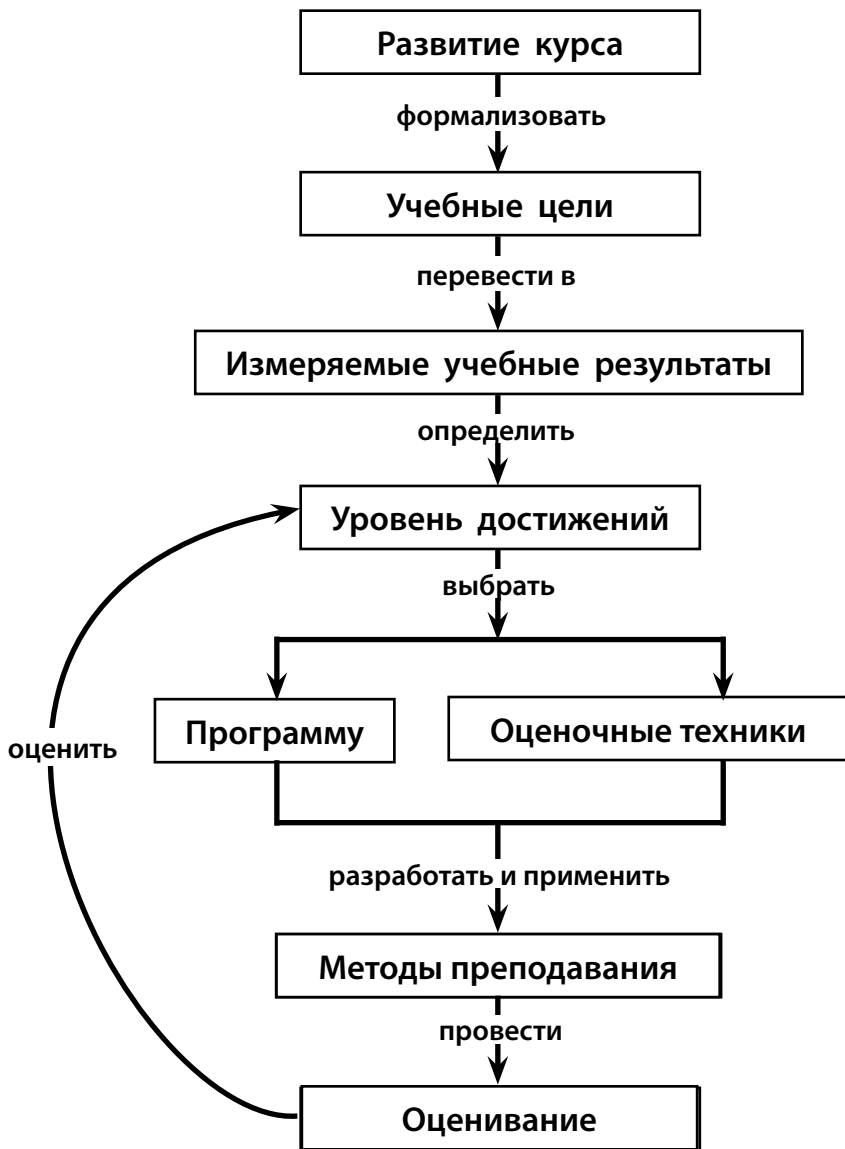 Развитие курса
формализовать
Учебные цели
перевести в
Измеряемые учебные результаты
определить
Уровень достижений
выбрать
Программу
Оценочные техники
оценить
разработать и применить
Методы преподавания
провести
Оценивание